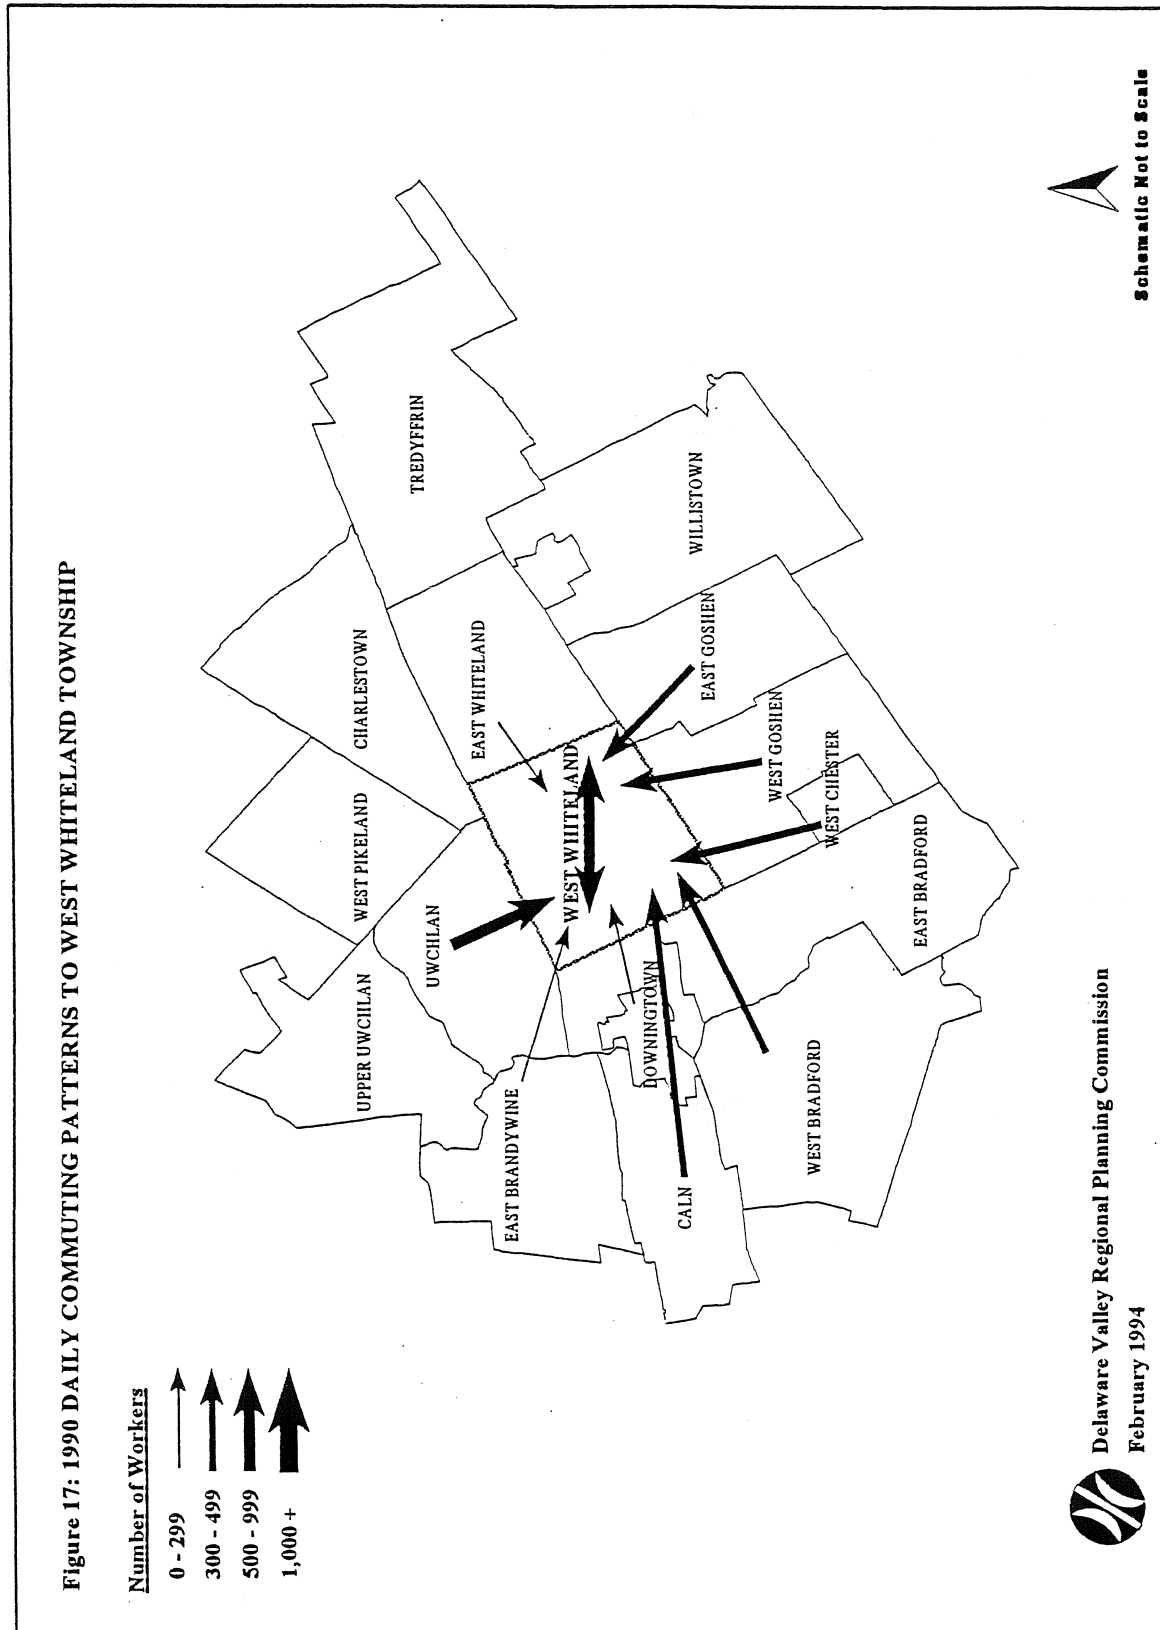 Figure 17: 1990 DAILY COMMUTING PATTERNS TO WEST WHITELAND TOWNSHIP
Number of Workers
0 - 299
300 - 499
500 - 999
1,000 +
UPPER UWCHLAN
WEST PIKELAND
CHARLESTOWN
TREDYFFRIN
UWCHLAN
EAST WHITELAND
EAST BRANDYWINE
WEST WHITELAND
DOWNINGTOWN
CALN
EAST GOSHEN
WILLISTOWN
WEST GOSHEN
WEST CHESTER
WEST BRADFORD
EAST BRADFORD
Delaware Valley Regional Planning Commission
February 1994
Schematic Not to Scale